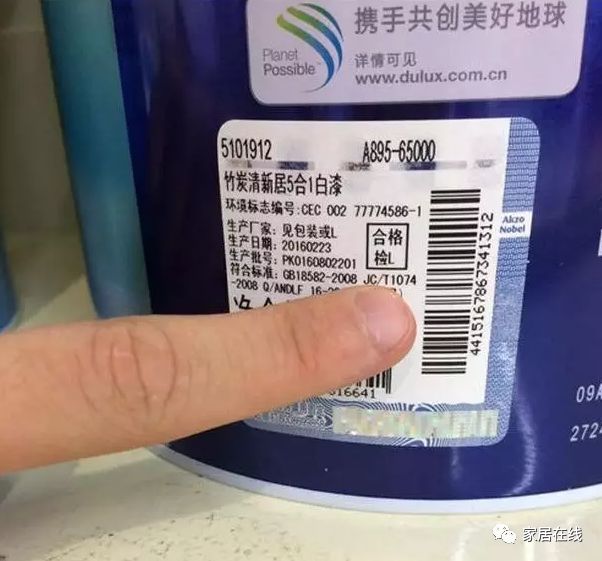 Planet
Possible
携手共创美好地球
详情可见
www.dulux.com.cn
5101912 A895-65000
竹炭清新居5合1白漆
环境标志编号:CEC 002 77774586-1
生产厂家: 见包装或L
生产日期: 20160223
生产批号: PK0160802201
合格
检L
符合标准: GB18582-2008 JC/T1074
-2008 Q/ANDLF
16641
4415167867341312
Akzo
Nobel
09A
2724
家居在线